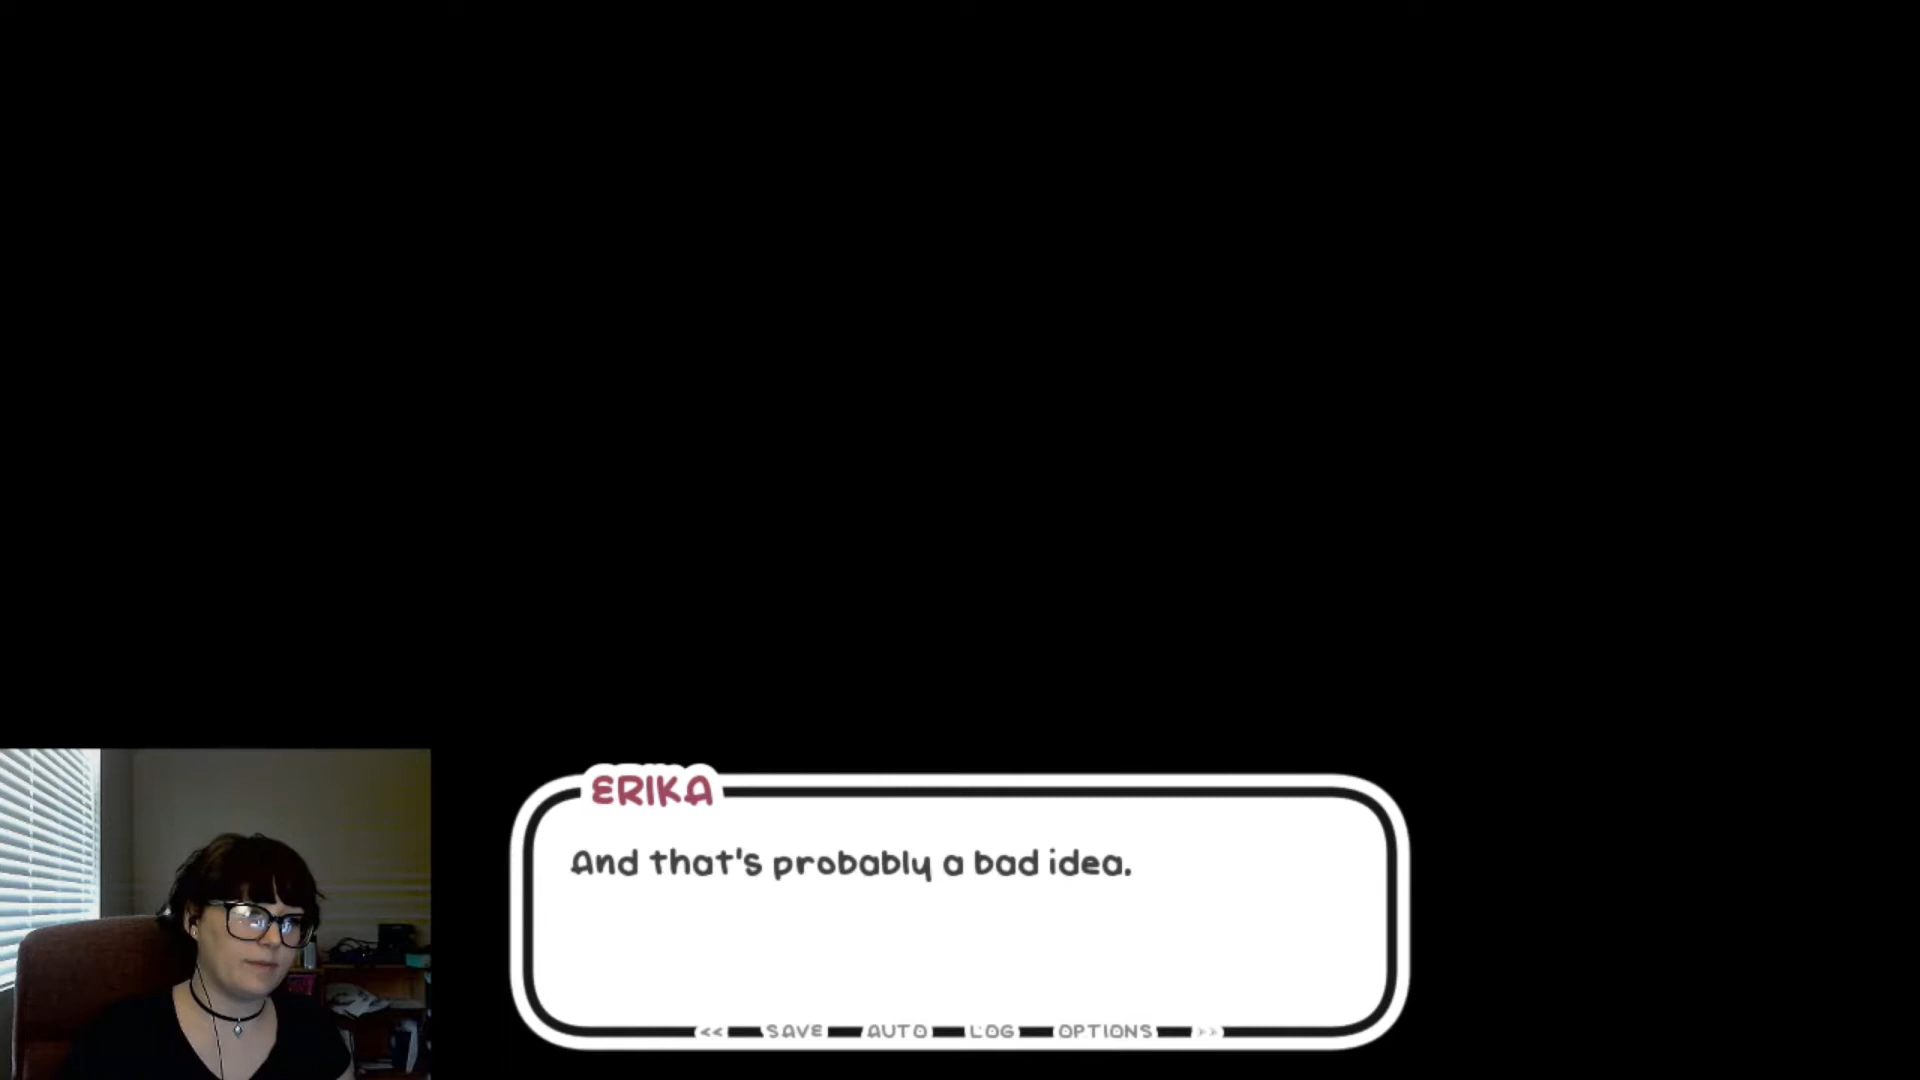 ERIKA
And that's probably a bad idea.
<< SAVE AUTO LOG OPTIONS >>